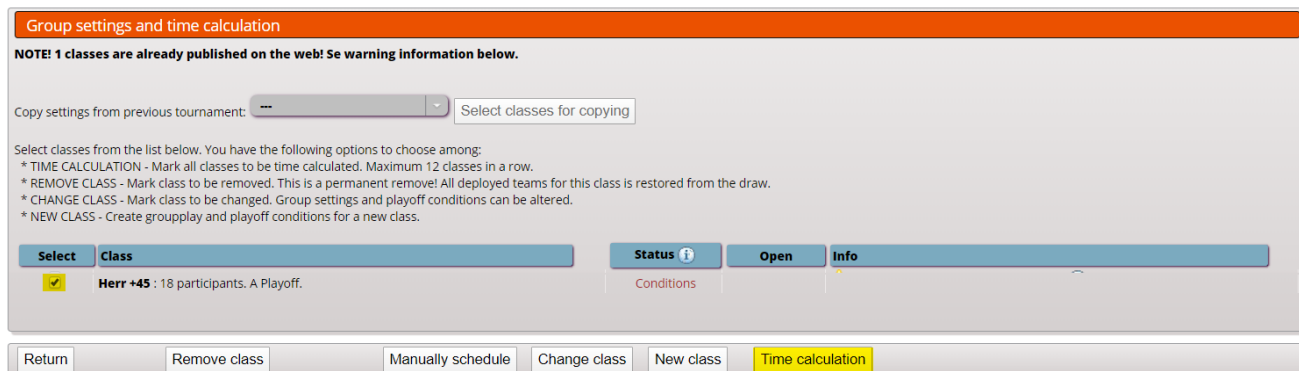 Group settings and time calculation
NOTE! 1 classes are already published on the web! Se warning information below.
Copy settings from previous tournament: --- Select classes for copying
Select classes from the list below. You have the following options to choose among:
* TIME CALCULATION - Mark all classes to be time calculated. Maximum 12 classes in a row.
* REMOVE CLASS - Mark class to be removed. This is a permanent remove! All deployed teams for this class is restored from the draw.
* CHANGE CLASS - Mark class to be changed. Group settings and playoff conditions can be altered.
* NEW CLASS - Create groupplay and playoff conditions for a new class.
Select Class Status i Open Info
Herr +45 : 18 participants. A Playoff. Conditions
Return Remove class Manually schedule Change class New class Time calculation